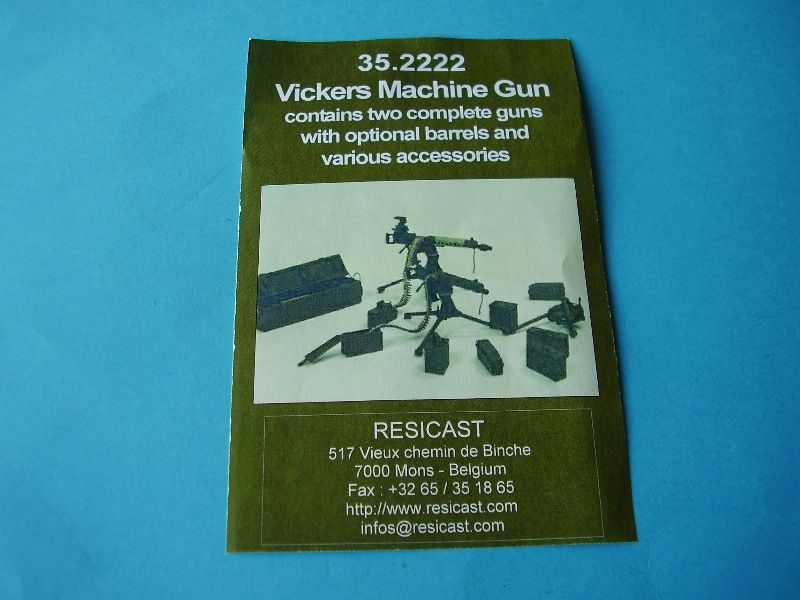 35.2222
Vickers Machine Gun
contains two complete guns
with optional barrels and
various accessories
RESICAST
517 Vieux chemin de Binche
7000 Mons - Belgium
Fax : +32 65 / 35 18 65
http://www.resicast.com
infos@resicast.com